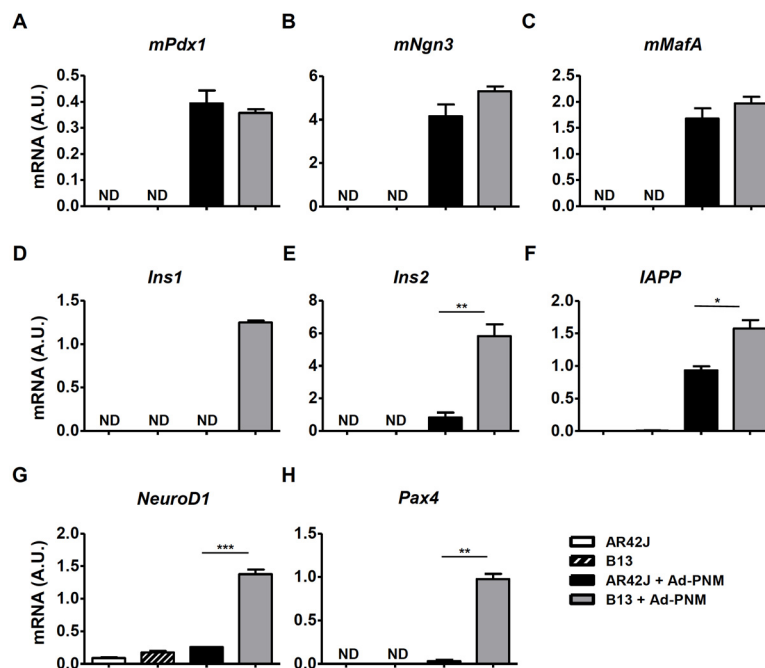 A B C
mPdx1 mNgn3 mMafA
mRNA (A.U.)
0.5
0.4
0.3
0.2
0.1
0.0
ND ND
6
4
2
0
ND ND
2.5
2.0
1.5
1.0
0.5
0.0
ND ND
D E F
Ins1 Ins2 IAPP
mRNA (A.U.)
1.5
1.0
0.5
0.0
ND ND ND
8
6
4
2
0
ND ND
**
2.0
1.5
1.0
0.5
0.0
*
G H
NeuroD1 Pax4
mRNA (A.U.)
2.0
1.5
1.0
0.5
0.0
***
1.5
1.0
0.5
0.0
ND ND
**
AR42J
B13
AR42J + Ad-PNM
B13 + Ad-PNM